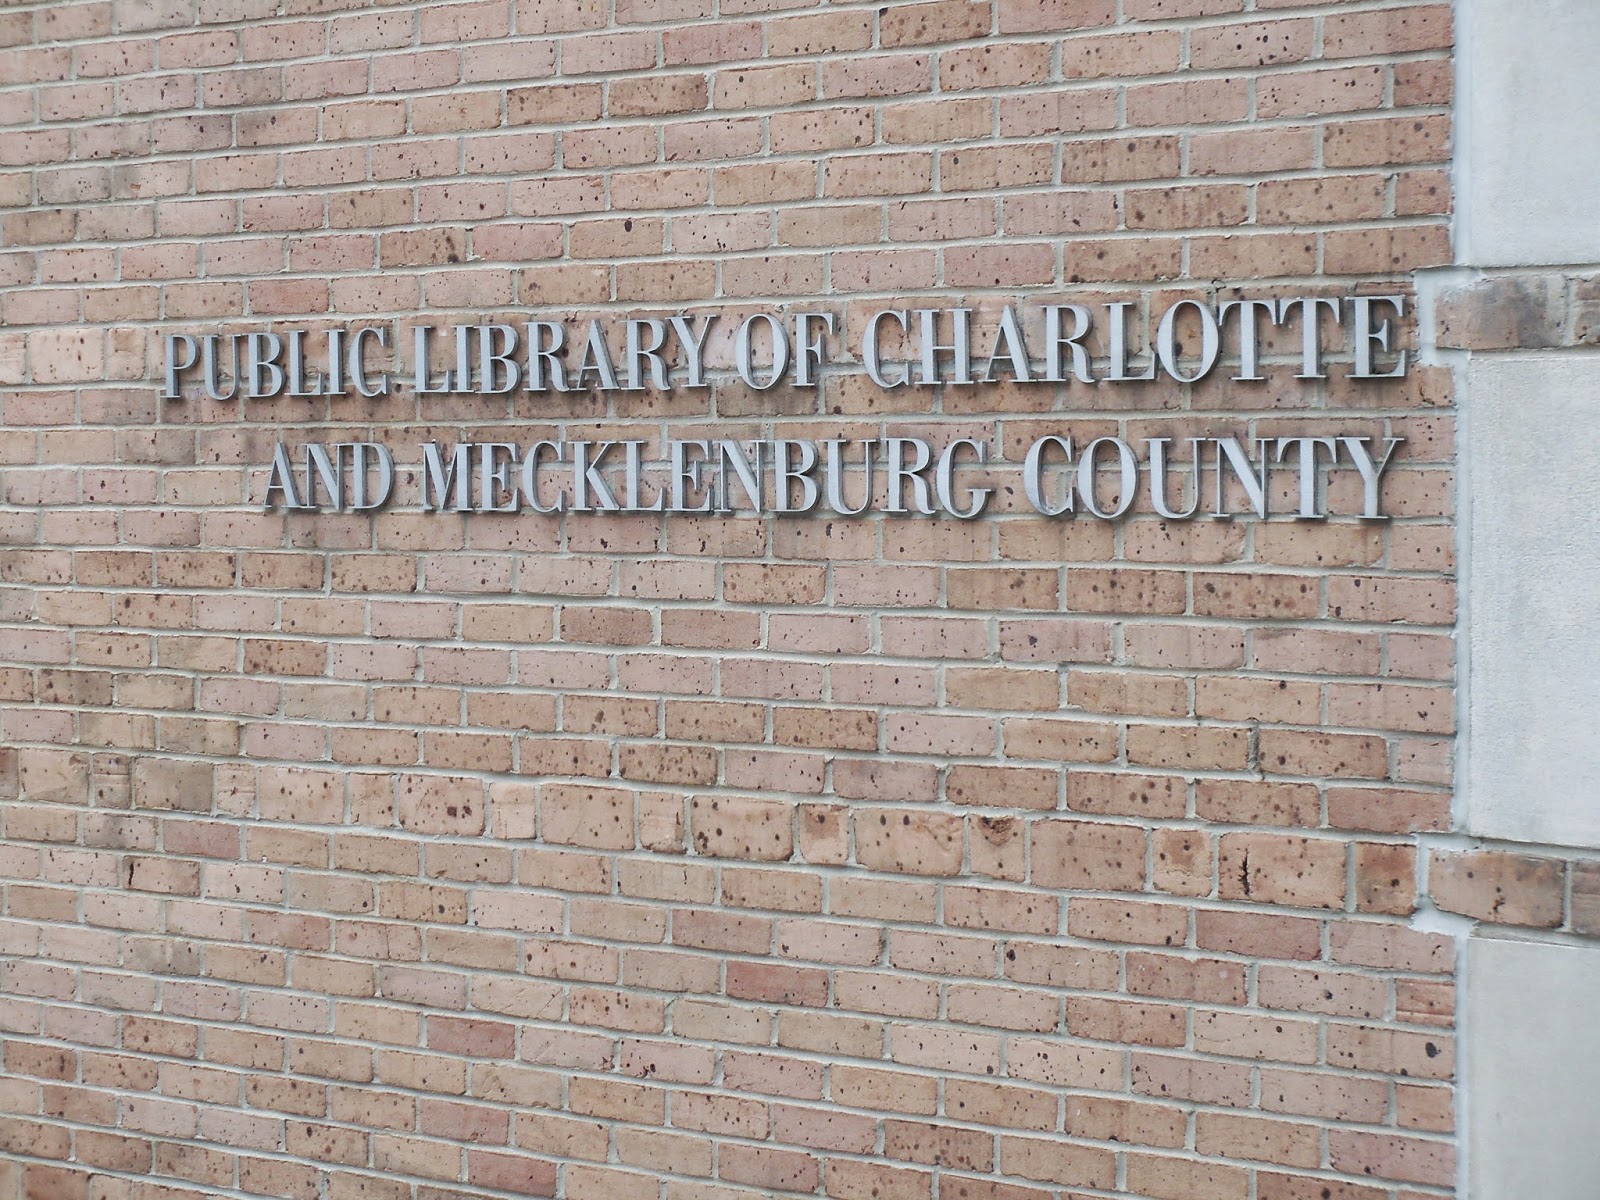 PUBLIC LIBRARY OF CHARLOTTE
AND MECKLENBURG COUNTY